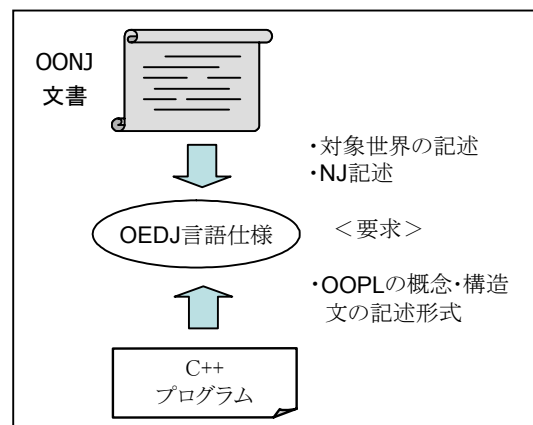 OONJ
文書
・対象世界の記述
・NJ記述
OEDJ言語仕様
＜要求＞
・OOPLの概念・構造
文の記述形式
C++
プログラム